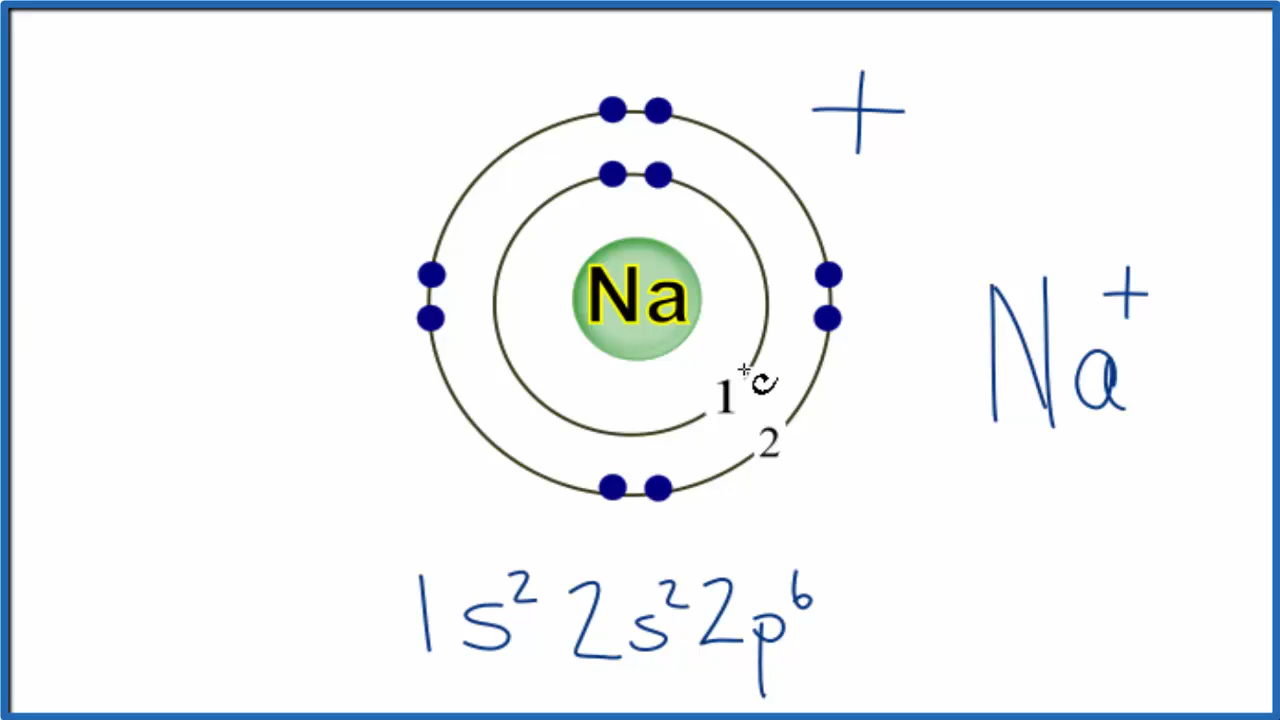 +
Na
Na⁺
1
2
1s² 2s² 2p⁶